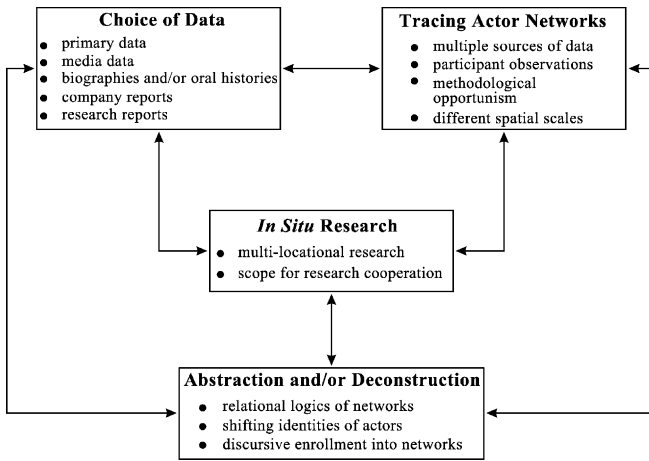 Choice of Data
● primary data
● media data
● biographies and/or oral histories
● company reports
● research reports
Tracing Actor Networks
● multiple sources of data
● participant observations
● methodological
opportunism
● different spatial scales
In Situ Research
● multi-locational research
● scope for research cooperation
Abstraction and/or Deconstruction
● relational logics of networks
● shifting identities of actors
● discursive enrollment into networks